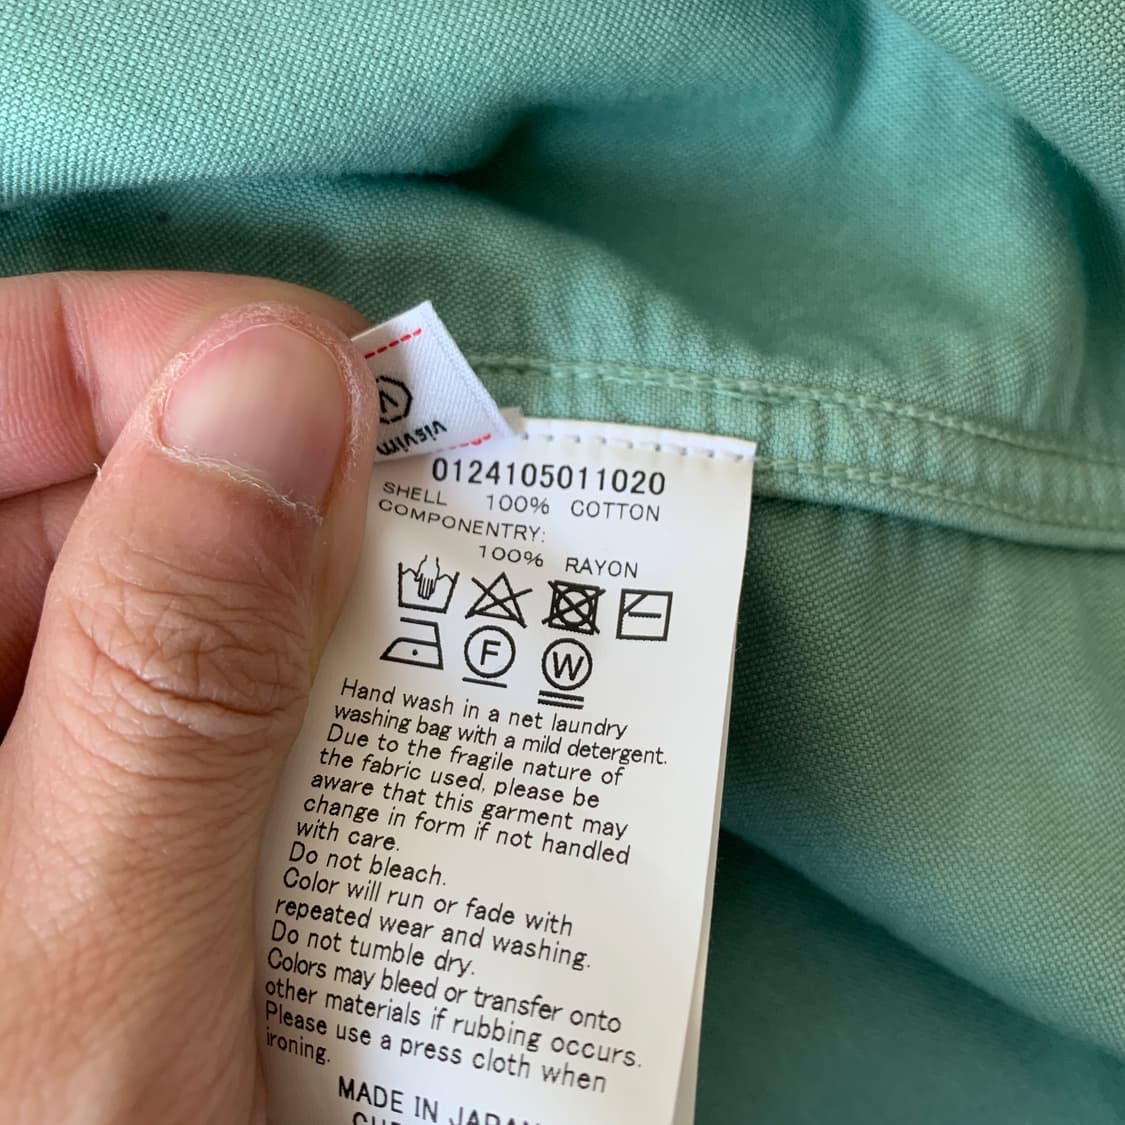 visvim
0124105011020
SHELL 100% COTTON
COMPONENTRY:
100% RAYON
F W
Hand wash in a net laundry
washing bag with a mild detergent.
Due to the fragile nature of
the fabric used, please be
aware that this garment may
change in form if not handled
with care.
Do not bleach.
Color will run or fade with
repeated wear and washing.
Do not tumble dry.
Colors may bleed or transfer onto
other materials if rubbing occurs.
Please use a press cloth when
ironing.
MADE IN JAPAN